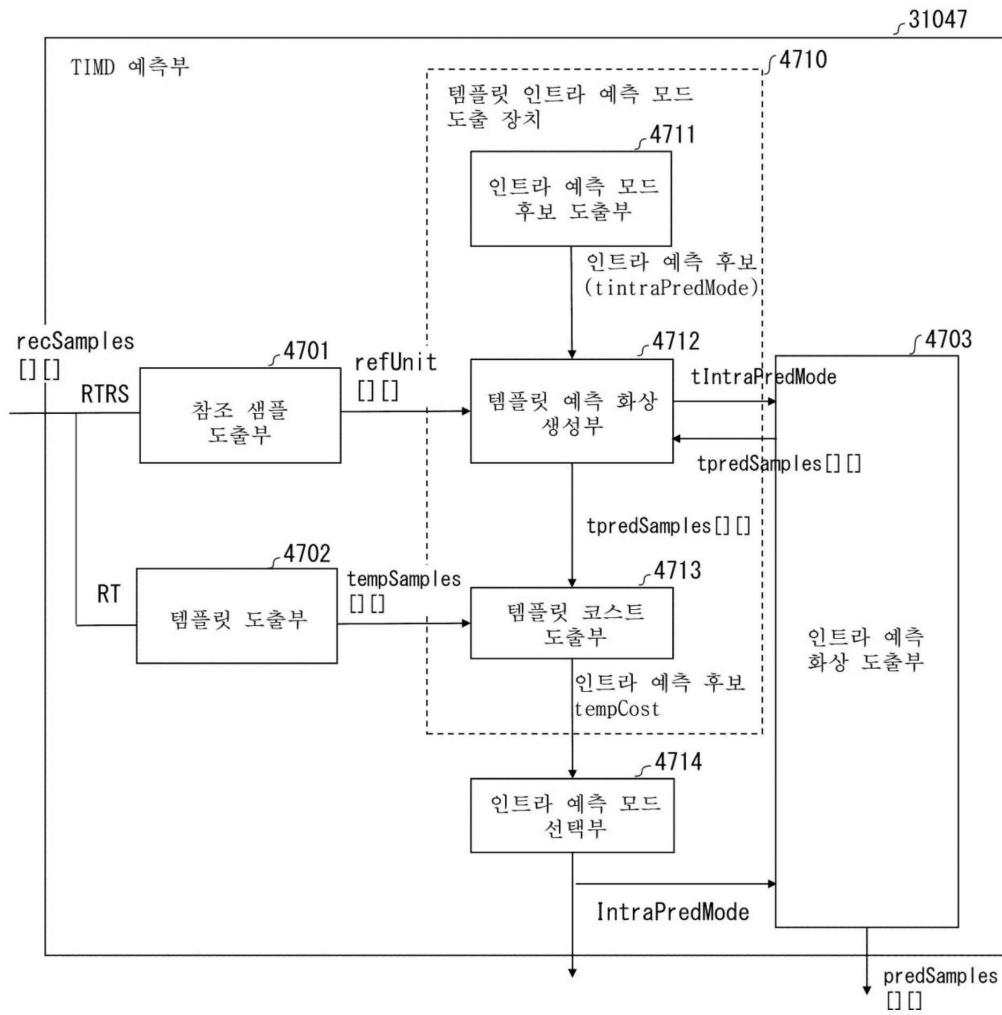 31047
TIMD 예측부
4710
템플릿 인트라 예측 모드
도출 장치
4711
인트라 예측 모드
후보 도출부
인트라 예측 후보
(tintraPredMode)
recSamples
[][]
RTRS
4701
참조 샘플
도출부
refUnit
[][]
4712
템플릿 예측 화상
생성부
tIntraPredMode
tpredSamples[][]
4703
인트라 예측
화상 도출부
tpredSamples[][]
RT
4702
템플릿 도출부
tempSamples
[][]
4713
템플릿 코스트
도출부
인트라 예측 후보
tempCost
4714
인트라 예측 모드
선택부
IntraPredMode
predSamples
[][]